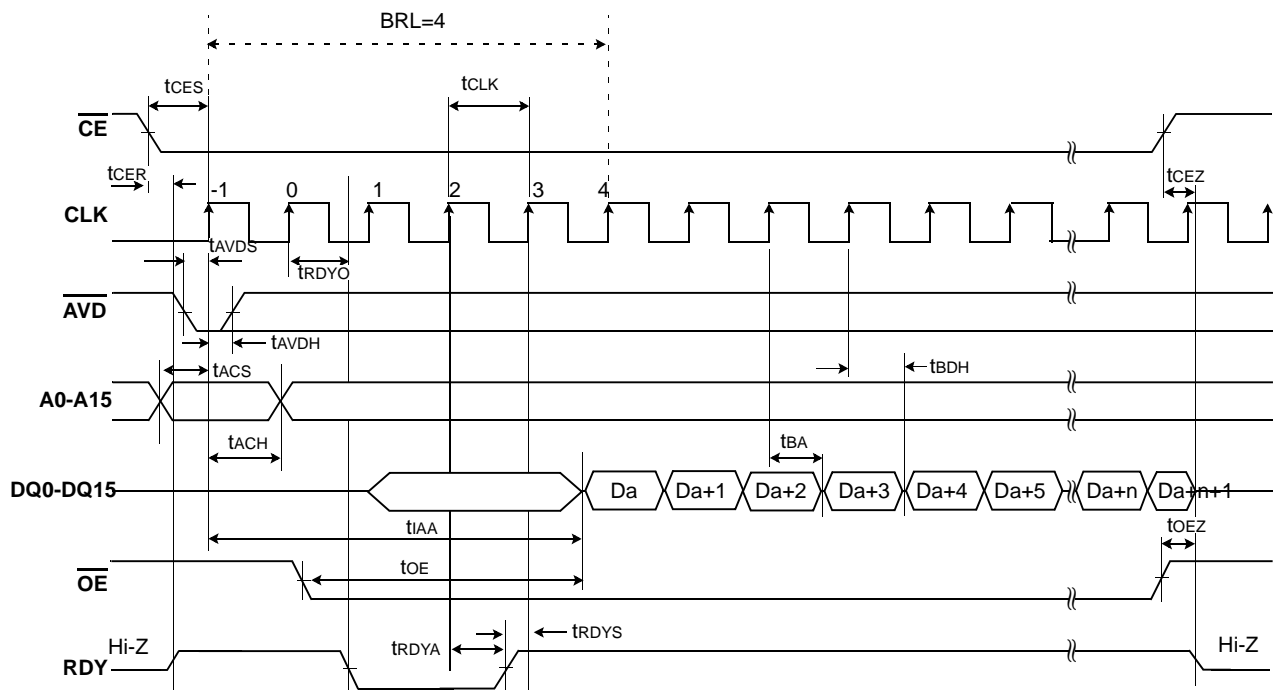 BRL=4
tCES
tCLK
CE
tCER
tCEZ
-1 0 1 2 3 4
CLK
tAVDS
tRDYO
AVD
tAVDH
tACS
tBDH
A0-A15
tACH
tBA
DQ0-DQ15
Da Da+1 Da+2 Da+3 Da+4 Da+5 Da+n Da+n+1
tIAA
tOEZ
tOE
OE
tRDYS
Hi-Z
tRDYA
Hi-Z
RDY